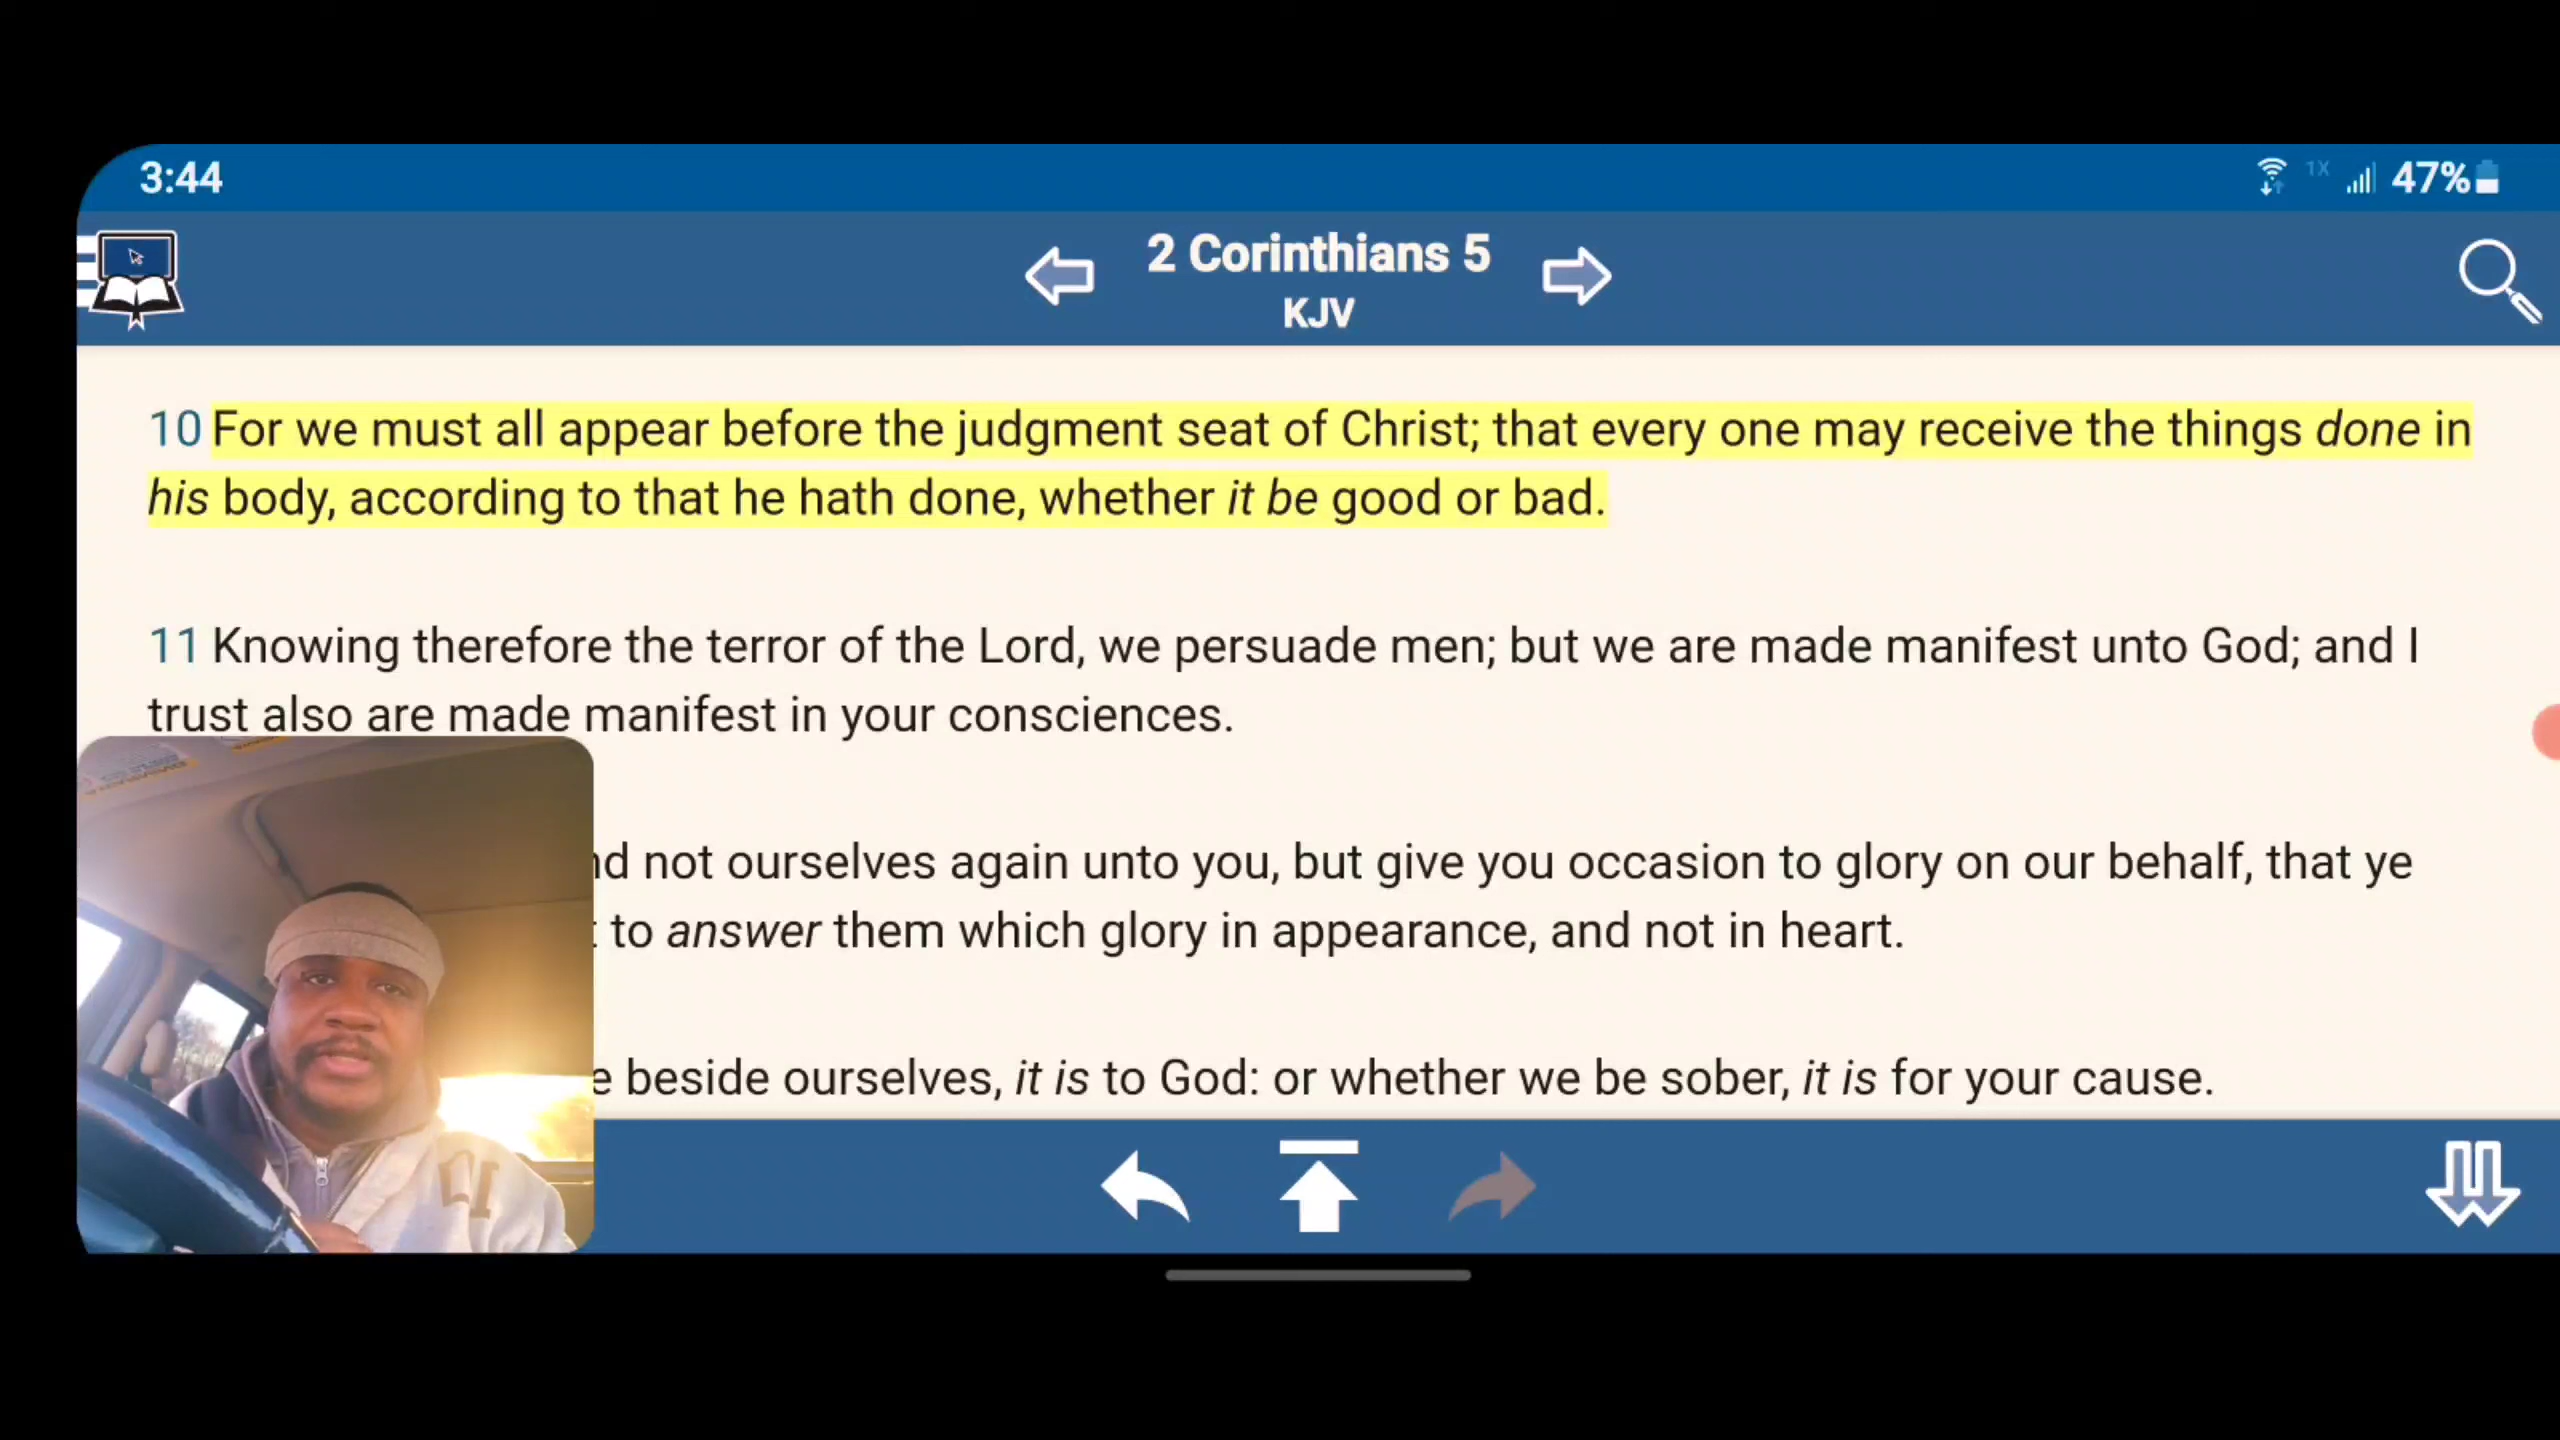 3:44
1X
47%
2 Corinthians 5
KJV
10 For we must all appear before the judgment seat of Christ; that every one may receive the things done in
his body, according to that he hath done, whether it be good or bad.
11 Knowing therefore the terror of the Lord, we persuade men; but we are made manifest unto God; and I
trust also are made manifest in your consciences.
not ourselves again unto you, but give you occasion to glory on our behalf, that ye
to answer them which glory in appearance, and not in heart.
beside ourselves, it is to God: or whether we be sober, it is for your cause.